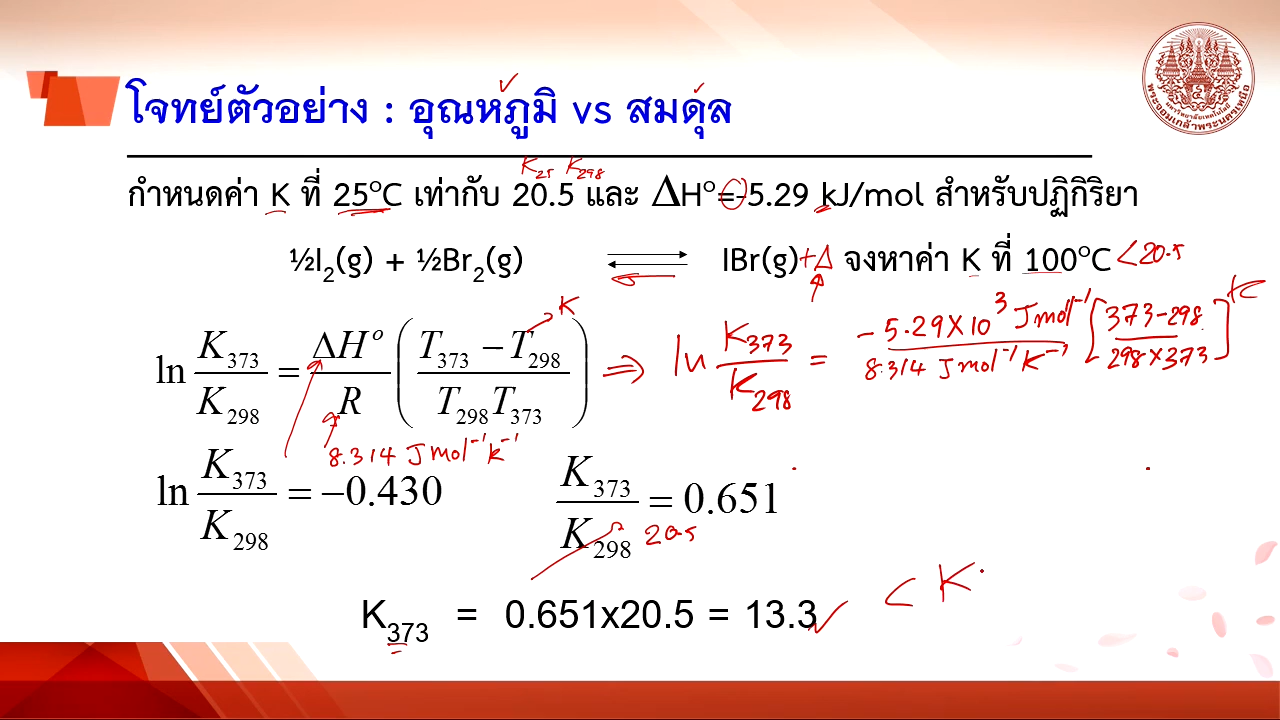 โจทย์ตัวอย่าง : อุณหภูมิ vs สมดุล
K25 K298
กำหนดค่า K ที่ 25°C เท่ากับ 20.5 และ ΔH°=-5.29 kJ/mol สำหรับปฏิกิริยา
½I2(g) + ½Br2(g) ⇌ IBr(g) +Δ จงหาค่า K ที่ 100°C <20.5
ln K373/K298 = ΔH°/R (T373 − T298 / T298 T373) K ⇒ ln K373/K298 = -5.29×10³ J mol⁻¹ / 8.314 J mol⁻¹ K⁻¹ [373-298 / 298×373] K
8.314 J mol⁻¹ K⁻¹
ln K373/K298 = −0.430 K373/K298 = 0.651
20.5
K373 = 0.651x20.5 = 13.3 ✓ < K